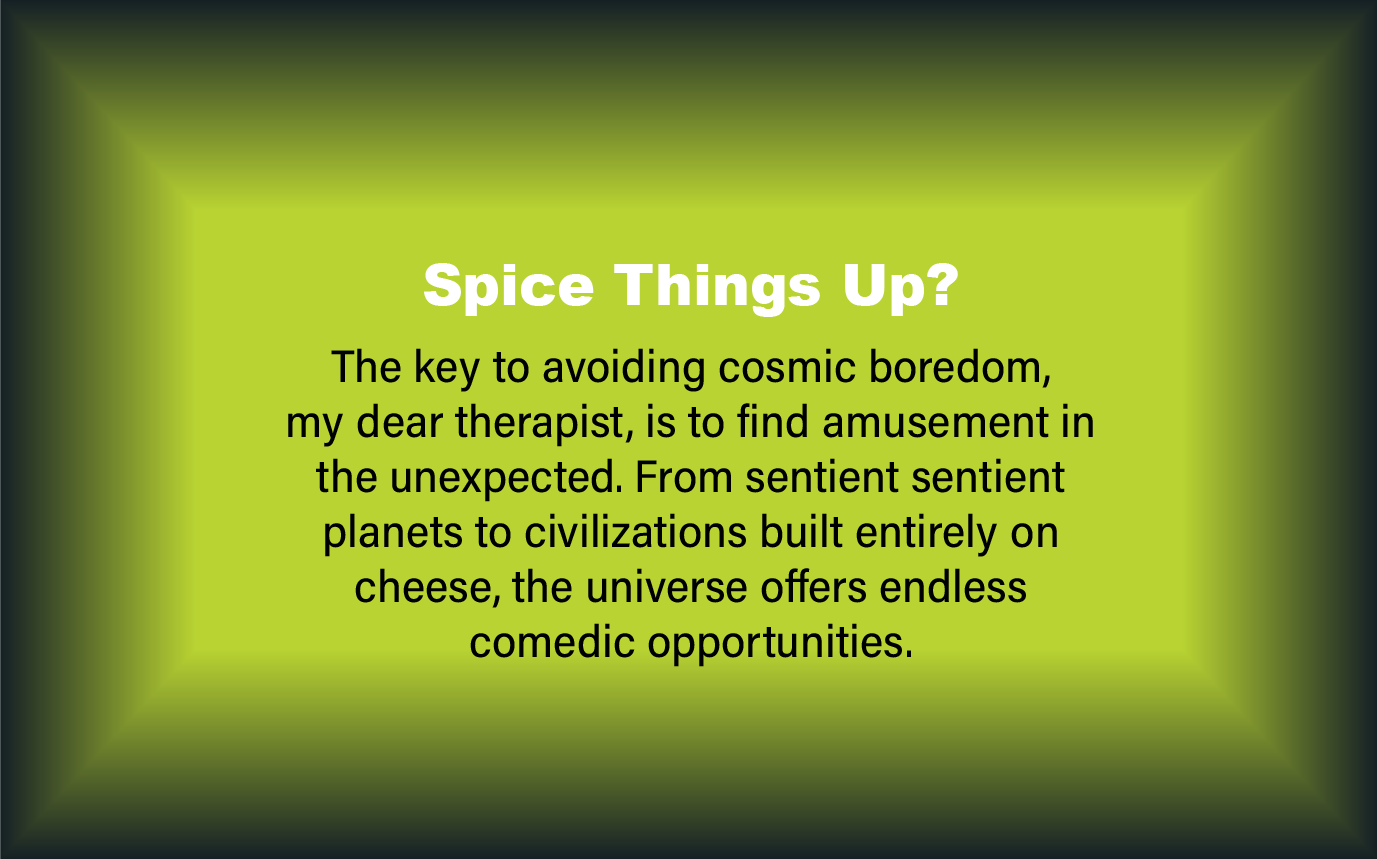 Spice Things Up?
The key to avoiding cosmic boredom,
my dear therapist, is to find amusement in
the unexpected. From sentient sentient
planets to civilizations built entirely on
cheese, the universe offers endless
comedic opportunities.